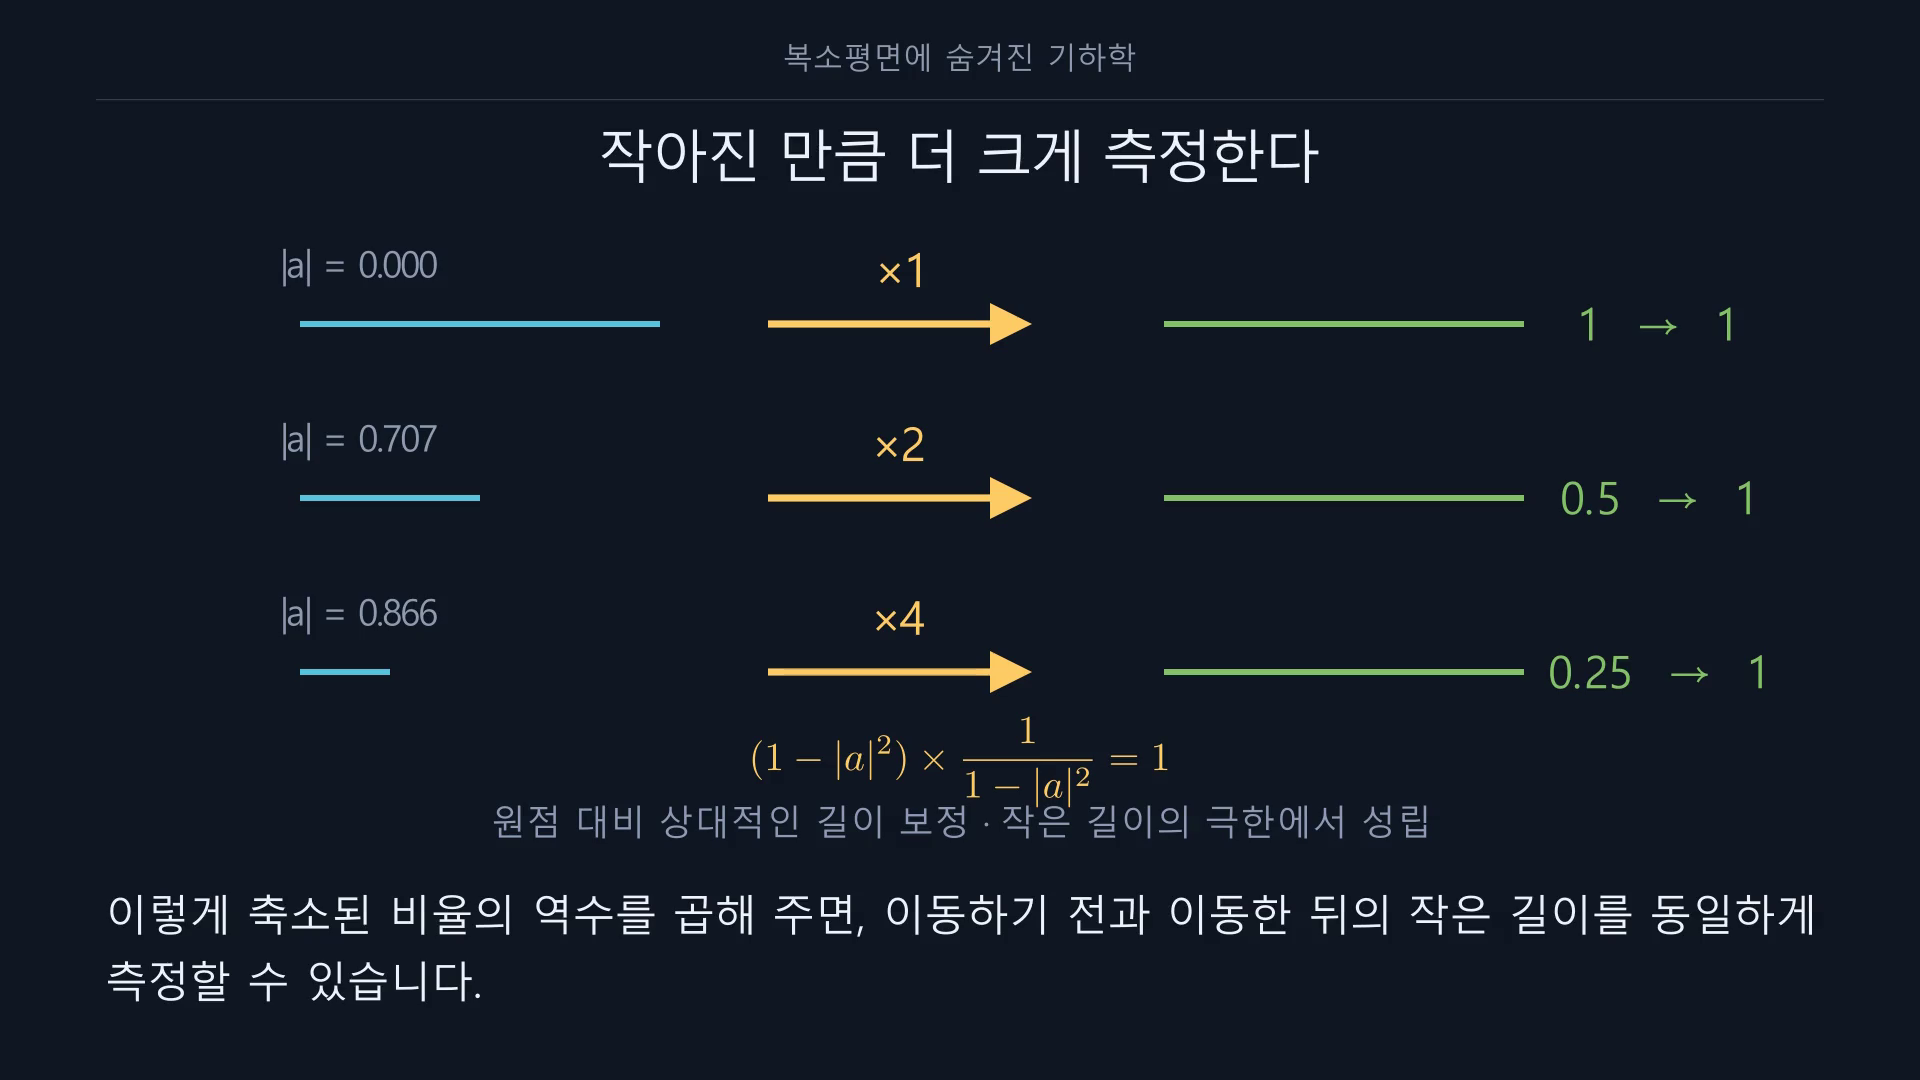 복소평면에 숨겨진 기하학
작아진 만큼 더 크게 측정한다
|a| = 0.000
×1
1 → 1
|a| = 0.707
×2
0.5 → 1
|a| = 0.866
×4
0.25 → 1
(1 − |a|²) × 1 / (1 − |a|²) = 1
원점 대비 상대적인 길이 보정 · 작은 길이의 극한에서 성립
이렇게 축소된 비율의 역수를 곱해 주면, 이동하기 전과 이동한 뒤의 작은 길이를 동일하게
측정할 수 있습니다.